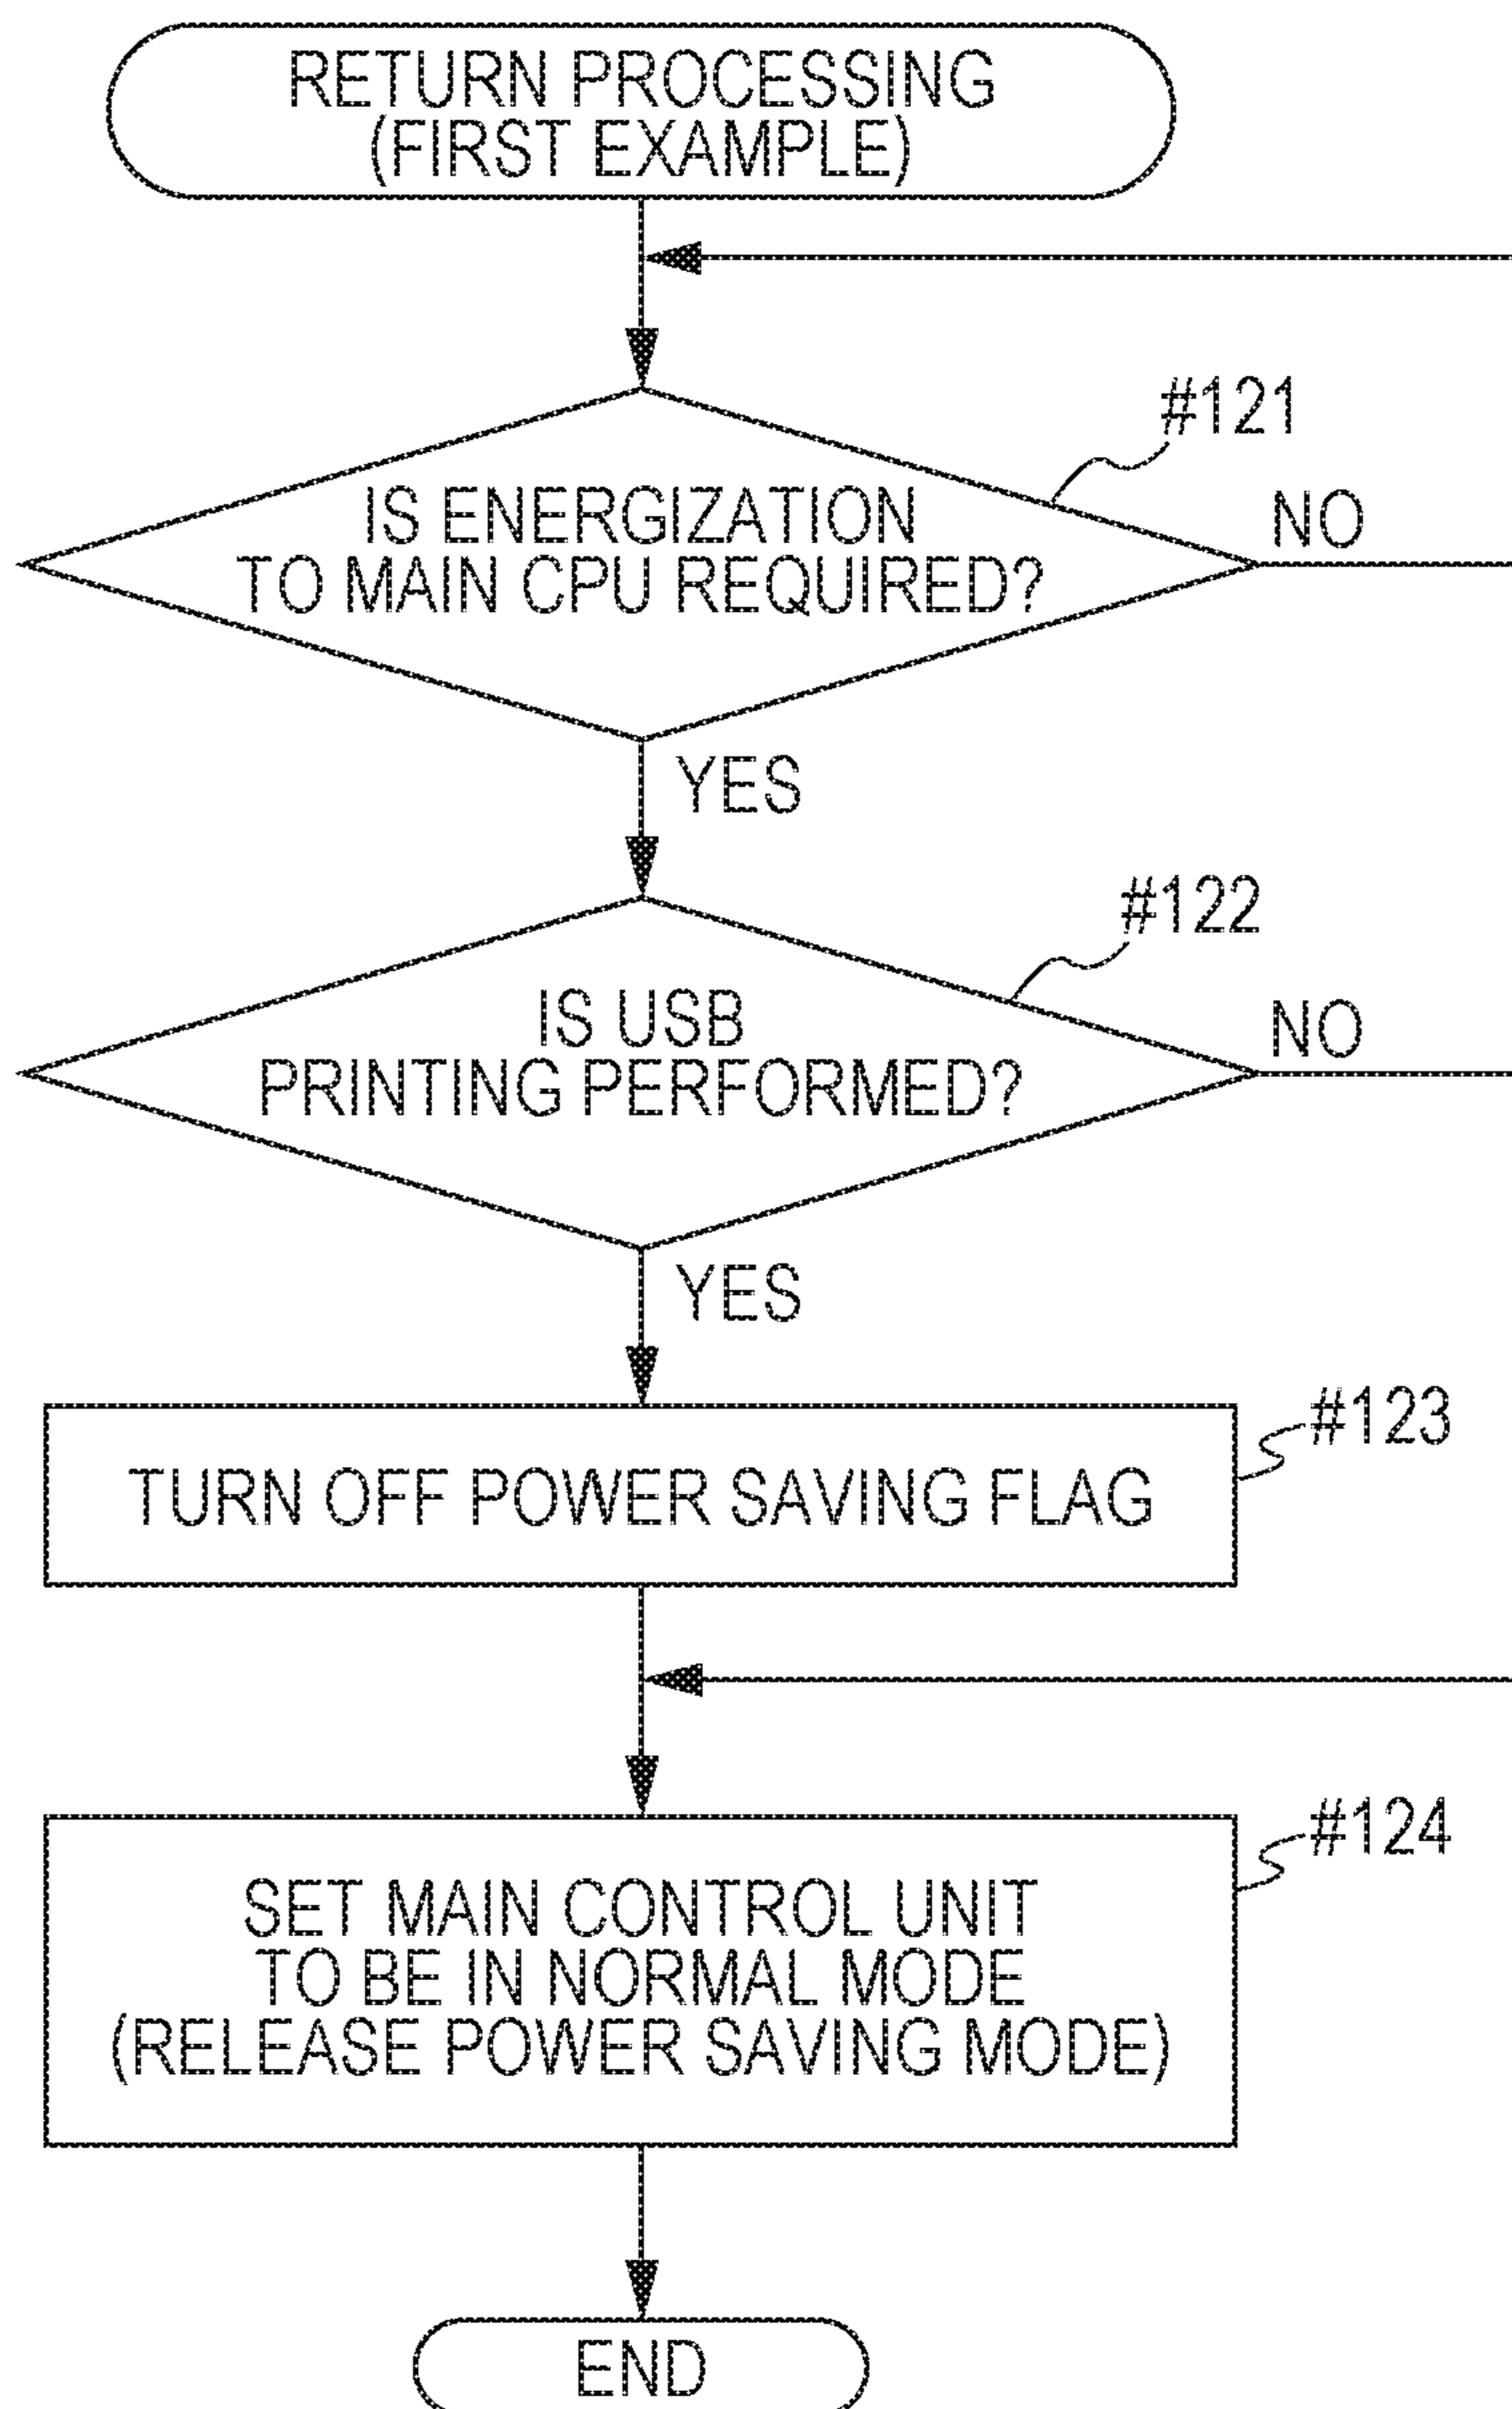 RETURN PROCESSING
(FIRST EXAMPLE)
#121
IS ENERGIZATION
TO MAIN CPU REQUIRED?
NO
YES
#122
IS USB
PRINTING PERFORMED?
NO
YES
#123
TURN OFF POWER SAVING FLAG
#124
SET MAIN CONTROL UNIT
TO BE IN NORMAL MODE
(RELEASE POWER SAVING MODE)
END